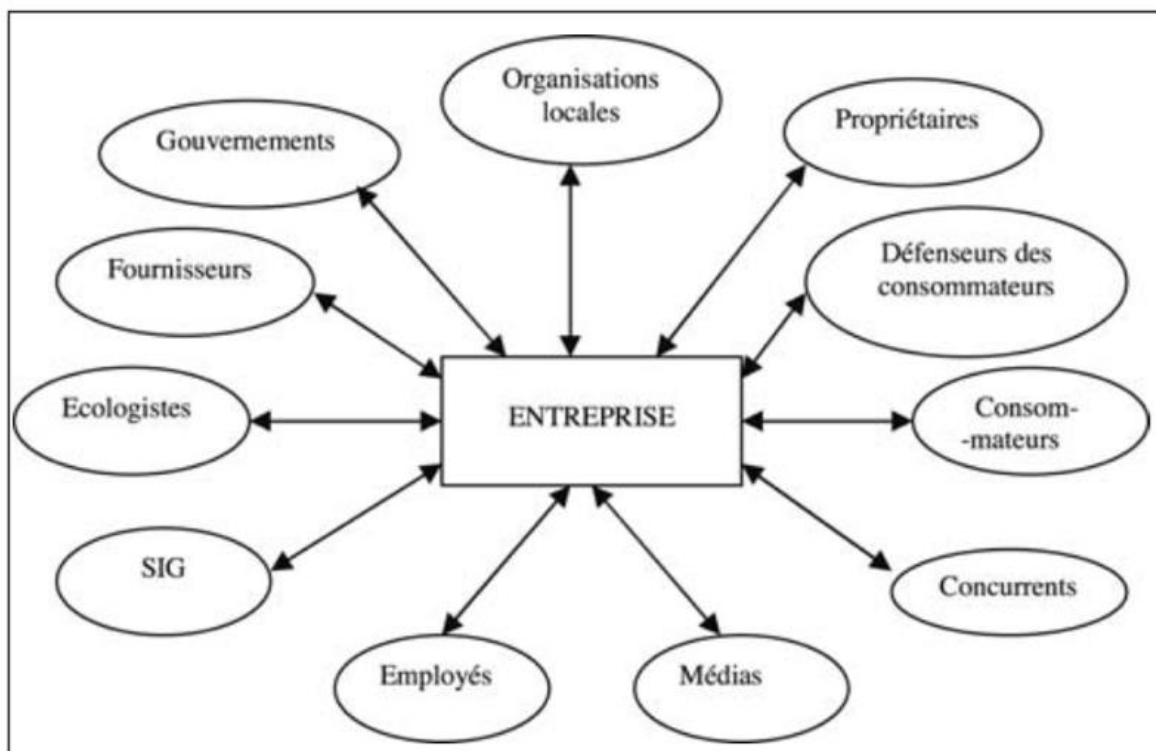 Organisations
locales
Propriétaires
Gouvernements
Défenseurs des
consommateurs
Fournisseurs
Ecologistes
ENTREPRISE
Consom-
-mateurs
SIG
Concurrents
Employés
Médias